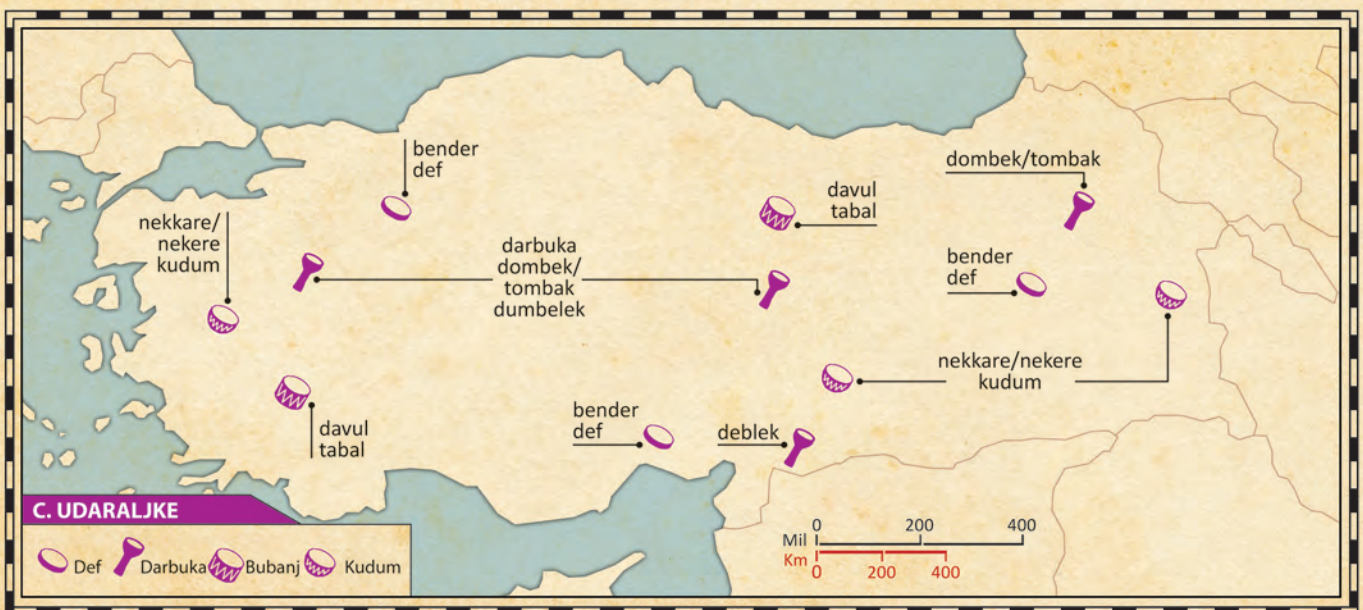 bender
def
dombek/tombak
davul
tabal
nekkare/
nekere
kudum
darbuka
dombek/
tombak
dumbelek
bender
def
nekkare/nekere
kudum
bender
def
deblek
davul
tabal
C. UDARALJKE
Def
Darbuka
Bubanj
Kudum
0 200 400
Mil
Km
0 200 400